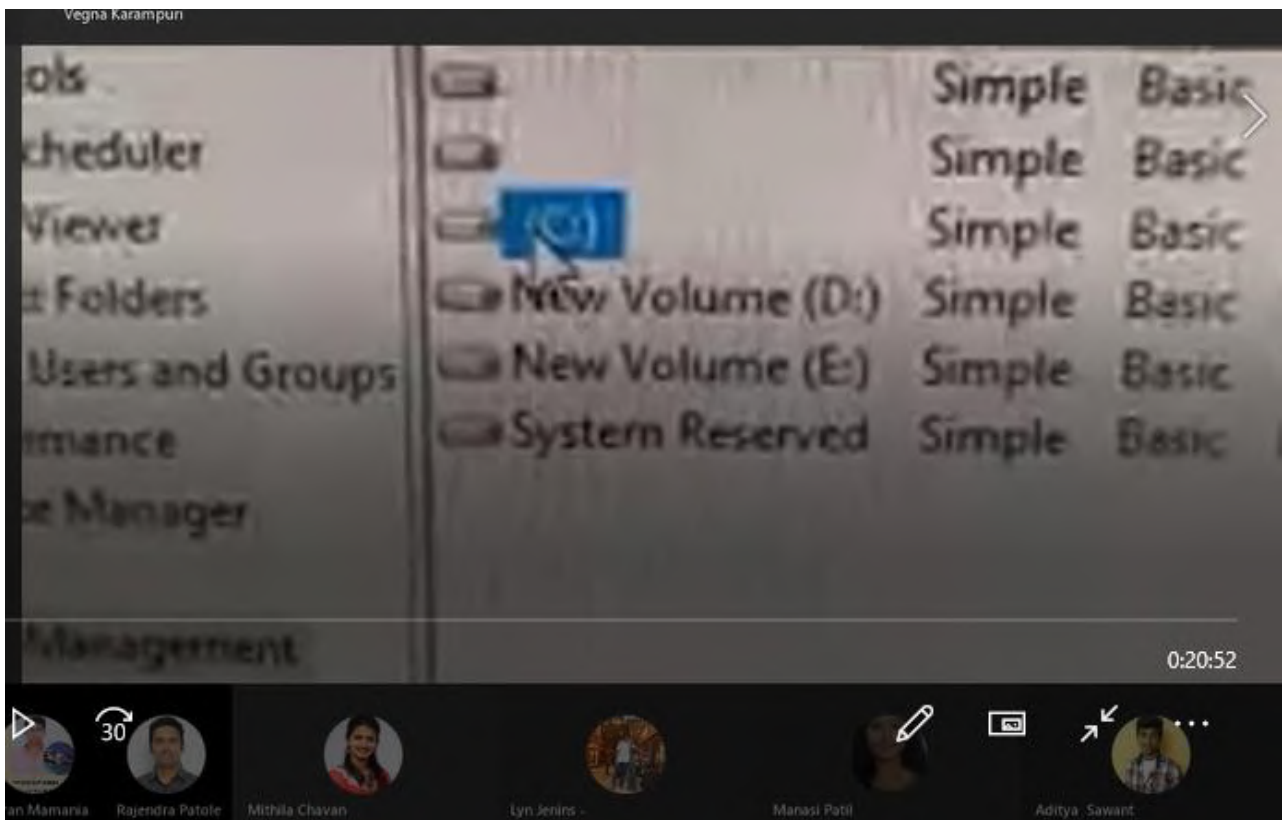 Vegna Karampuri
ols Simple Basic
cheduler Simple Basic
Viewer (C:) Simple Basic
Folders New Volume (D:) Simple Basic
Users and Groups New Volume (E:) Simple Basic
rmance System Reserved Simple Basic
Manager
Management
0:20:52
30
an Mamania Rajendra Patole Mithila Chavan Lyn Jenins - Manasi Patil Aditya Sawant